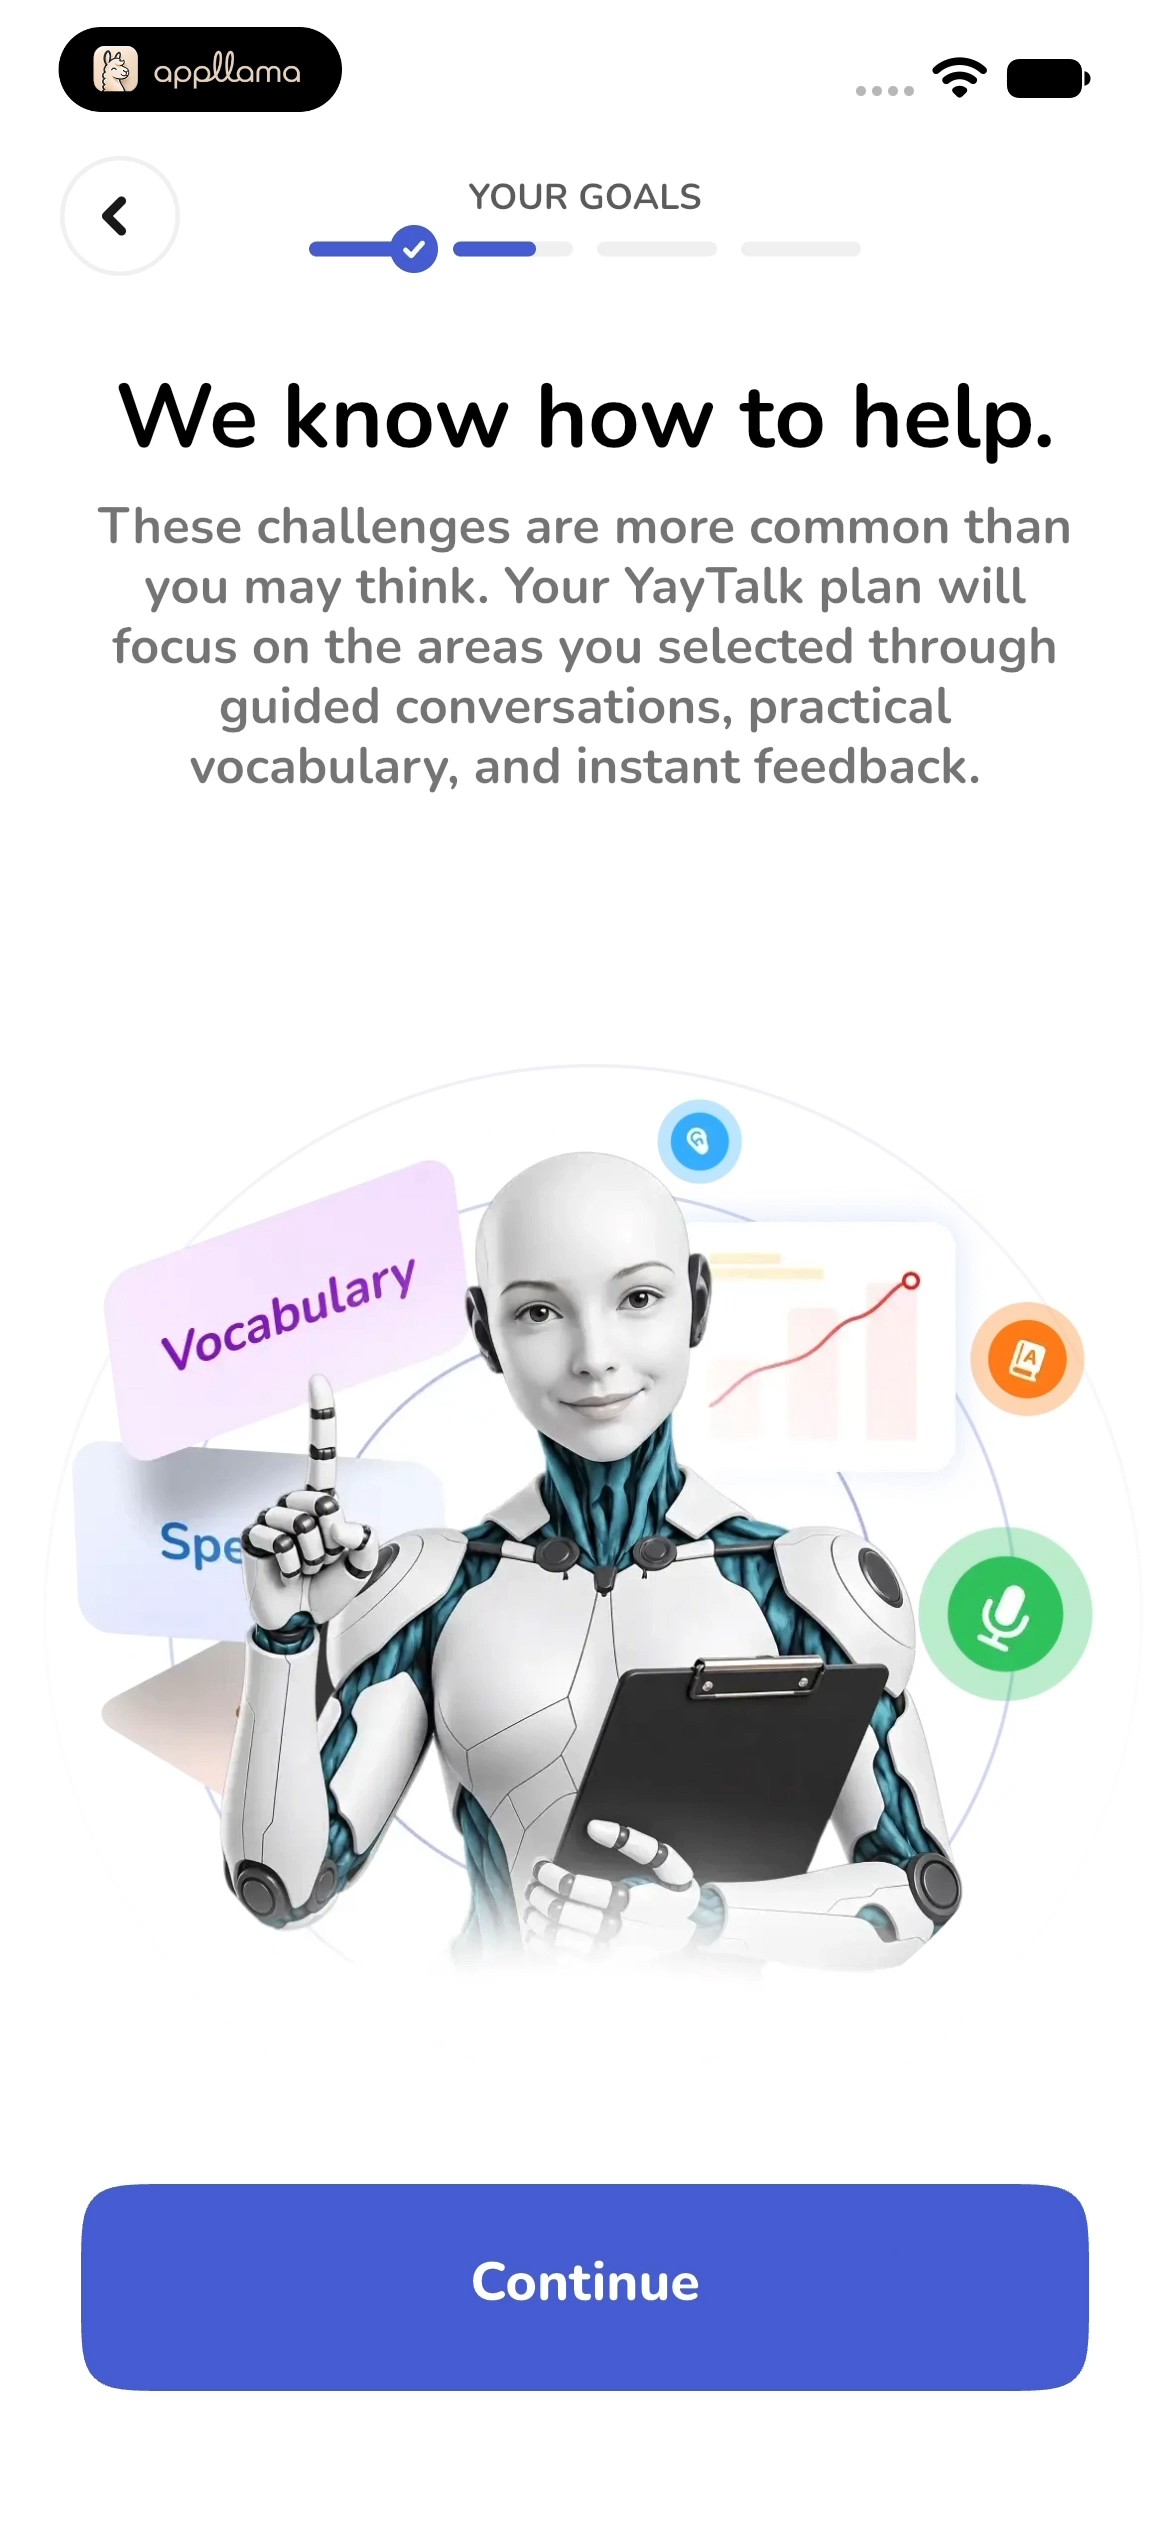 appllama
YOUR GOALS
We know how to help.
These challenges are more common than
you may think. Your YayTalk plan will
focus on the areas you selected through
guided conversations, practical
vocabulary, and instant feedback.
Vocabulary
Spe
A
Continue